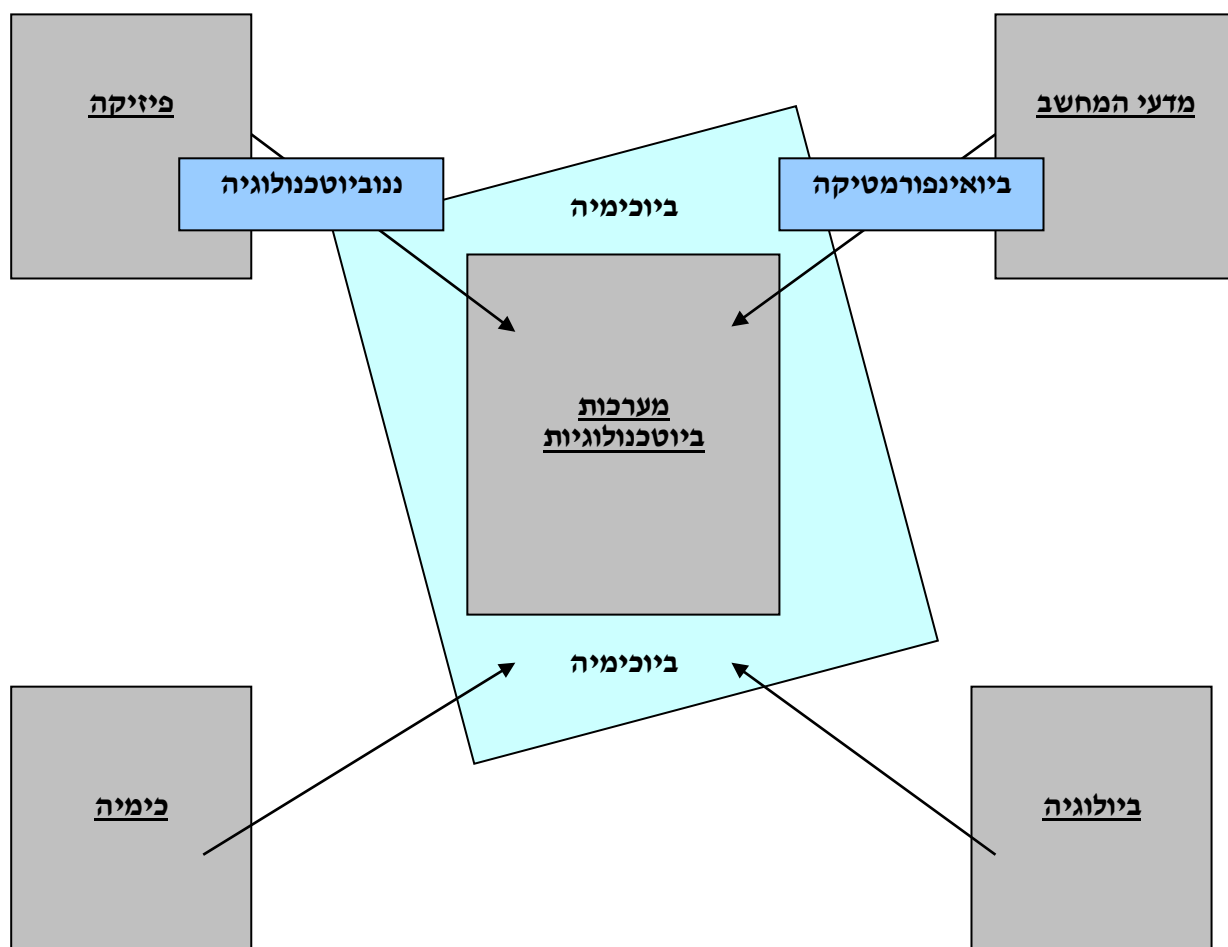 מדעי המחשב
פיזיקה
ביואינפורמטיקה
ננוביוטכנולוגיה
ביוכימיה
מערכות
ביוטכנולוגיות
ביוכימיה
ביולוגיה
כימיה